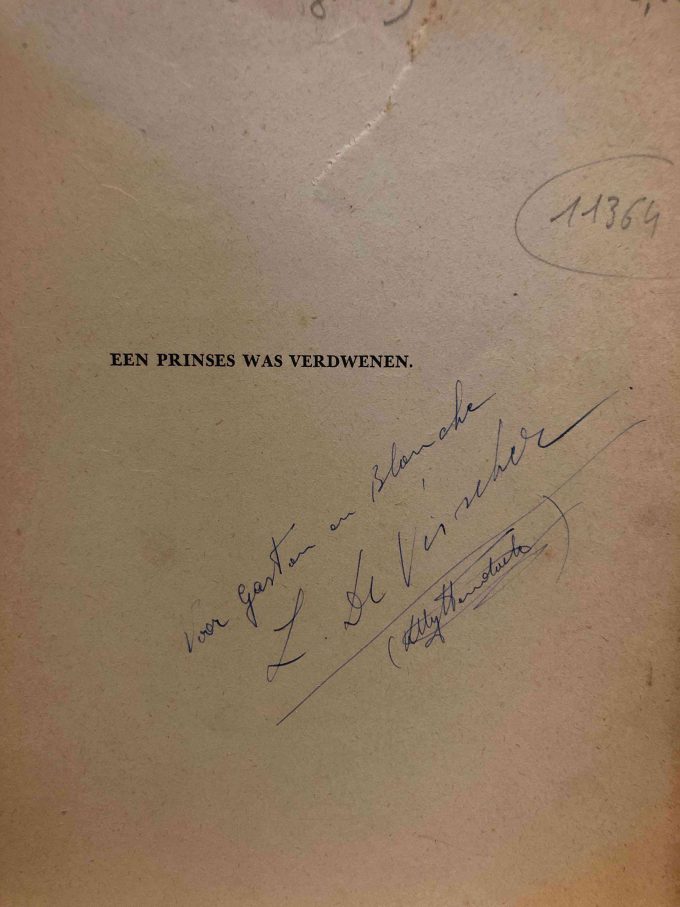 11364
EEN PRINSES WAS VERDWENEN.
Voor Gaston en Blanche
L. De Visscher